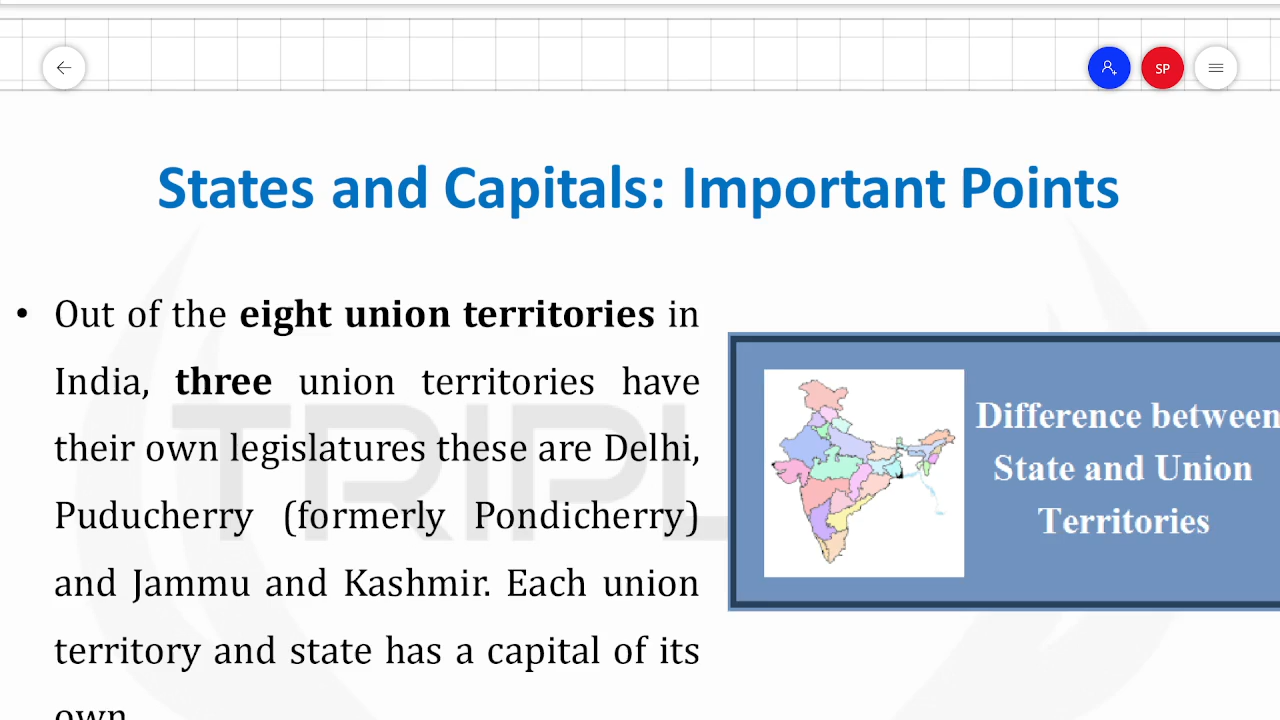 SP
States and Capitals: Important Points
• Out of the eight union territories in
India, three union territories have
their own legislatures these are Delhi,
Puducherry (formerly Pondicherry)
and Jammu and Kashmir. Each union
territory and state has a capital of its
own.
Difference between
State and Union
Territories
TRIPL